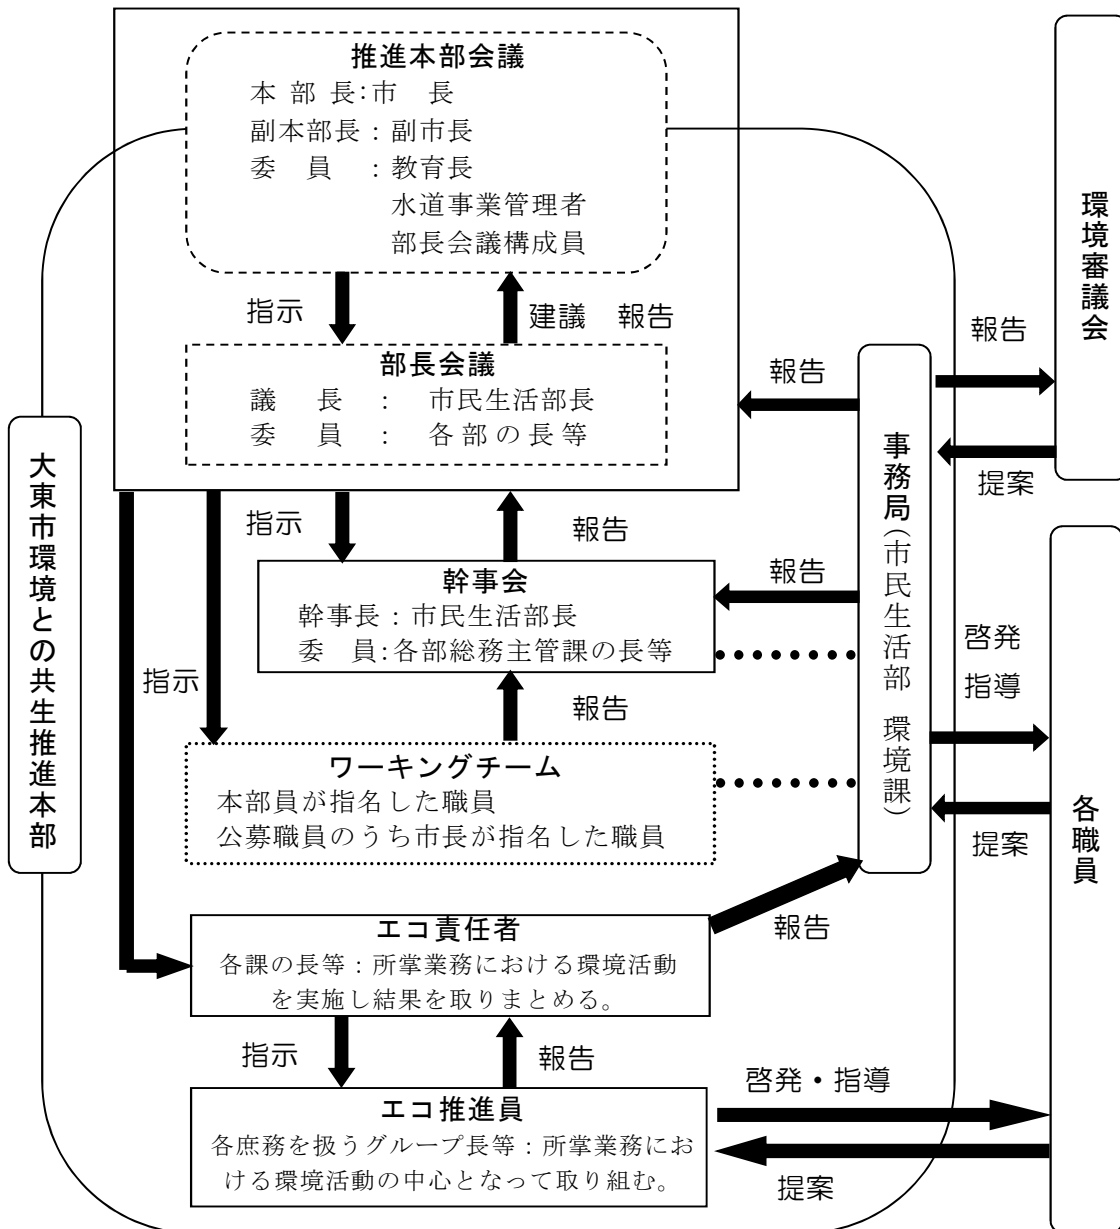 推進本部会議
本 部 長：市　長
副本部長：副市長
委　員　：教育長
水道事業管理者
部長会議構成員
指示
建議　報告
部長会議
議　長　：　市民生活部長
委　員　：　各部の長等
指示
報告
幹事会
幹事長：市民生活部長
委　員：各部総務主管課の長等
指示
報告
ワーキングチーム
本部員が指名した職員
公募職員のうち市長が指名した職員
エコ責任者
各課の長等：所掌業務における環境活動
を実施し結果を取りまとめる。
指示
報告
エコ推進員
各庶務を扱うグループ長等：所掌業務にお
ける環境活動の中心となって取り組む。
大東市環境との共生推進本部
報告
報告
報告
事務局（市民生活部　環境課）
報告
提案
環境審議会
啓発
指導
提案
各職員
啓発・指導
提案